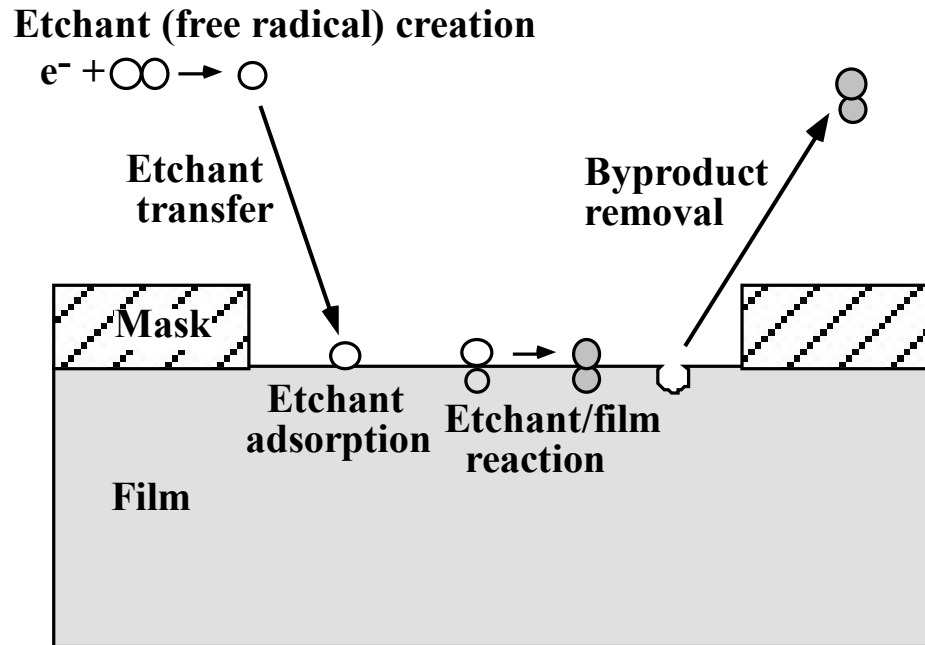 Etchant (free radical) creation
e⁻ +
Etchant
transfer
Byproduct
removal
Mask
Etchant
adsorption
Etchant/film
reaction
Film